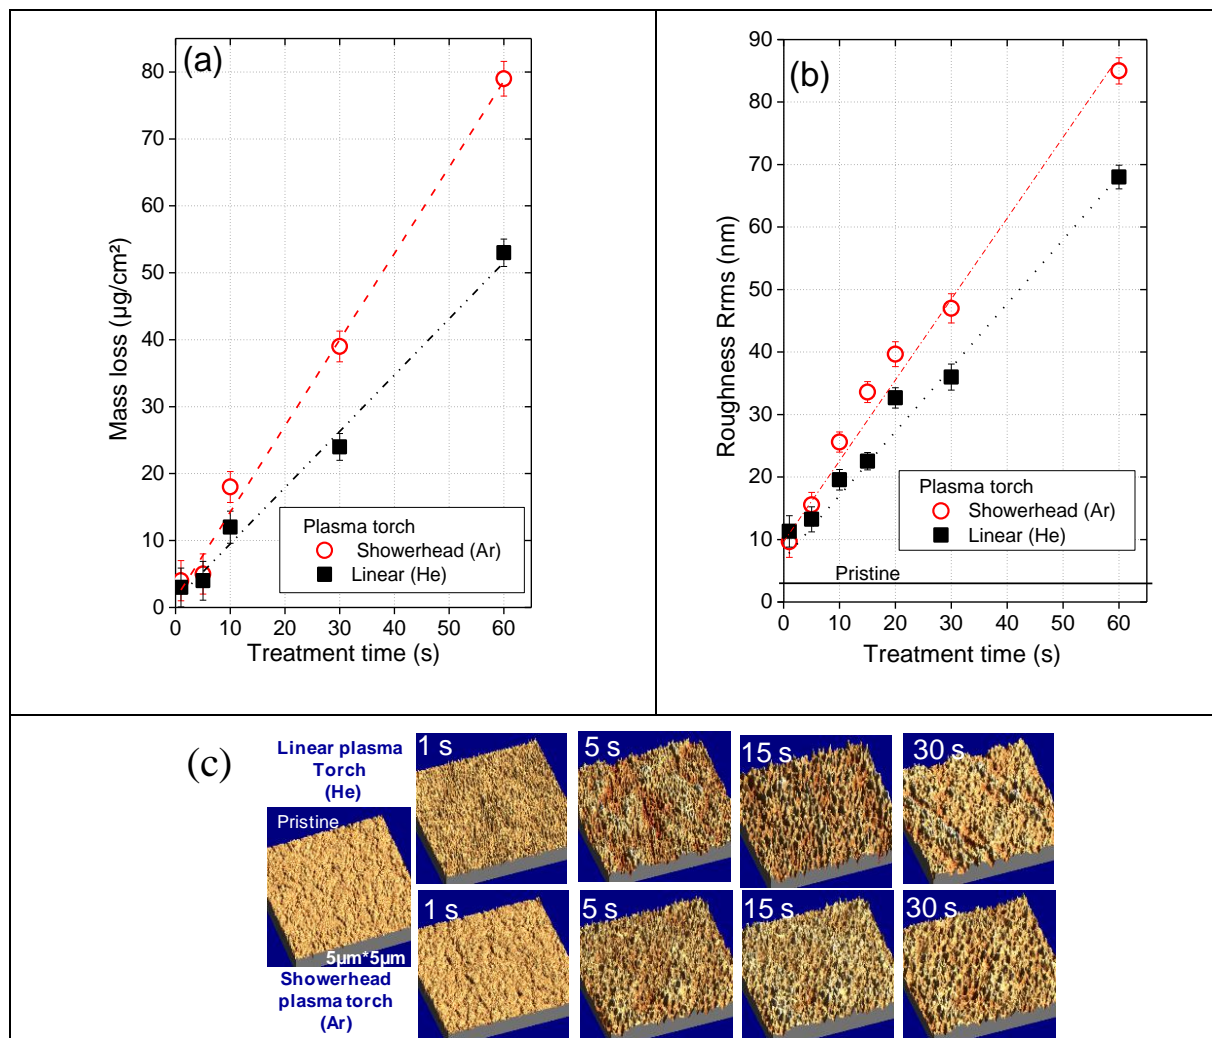 (a)
80
70
60
50
40
30
20
10
0
Mass loss (µg/cm²)
0 10 20 30 40 50 60
Treatment time (s)
Plasma torch
Showerhead (Ar)
Linear (He)
(b)
90
80
70
60
50
40
30
20
10
0
Roughness Rrms (nm)
0 10 20 30 40 50 60
Treatment time (s)
Plasma torch
Showerhead (Ar)
Linear (He)
Pristine
(c)
Linear plasma
Torch
(He)
1 s
5 s
15 s
30 s
Pristine
5µm*5µm
Showerhead
plasma torch
(Ar)
1 s
5 s
15 s
30 s